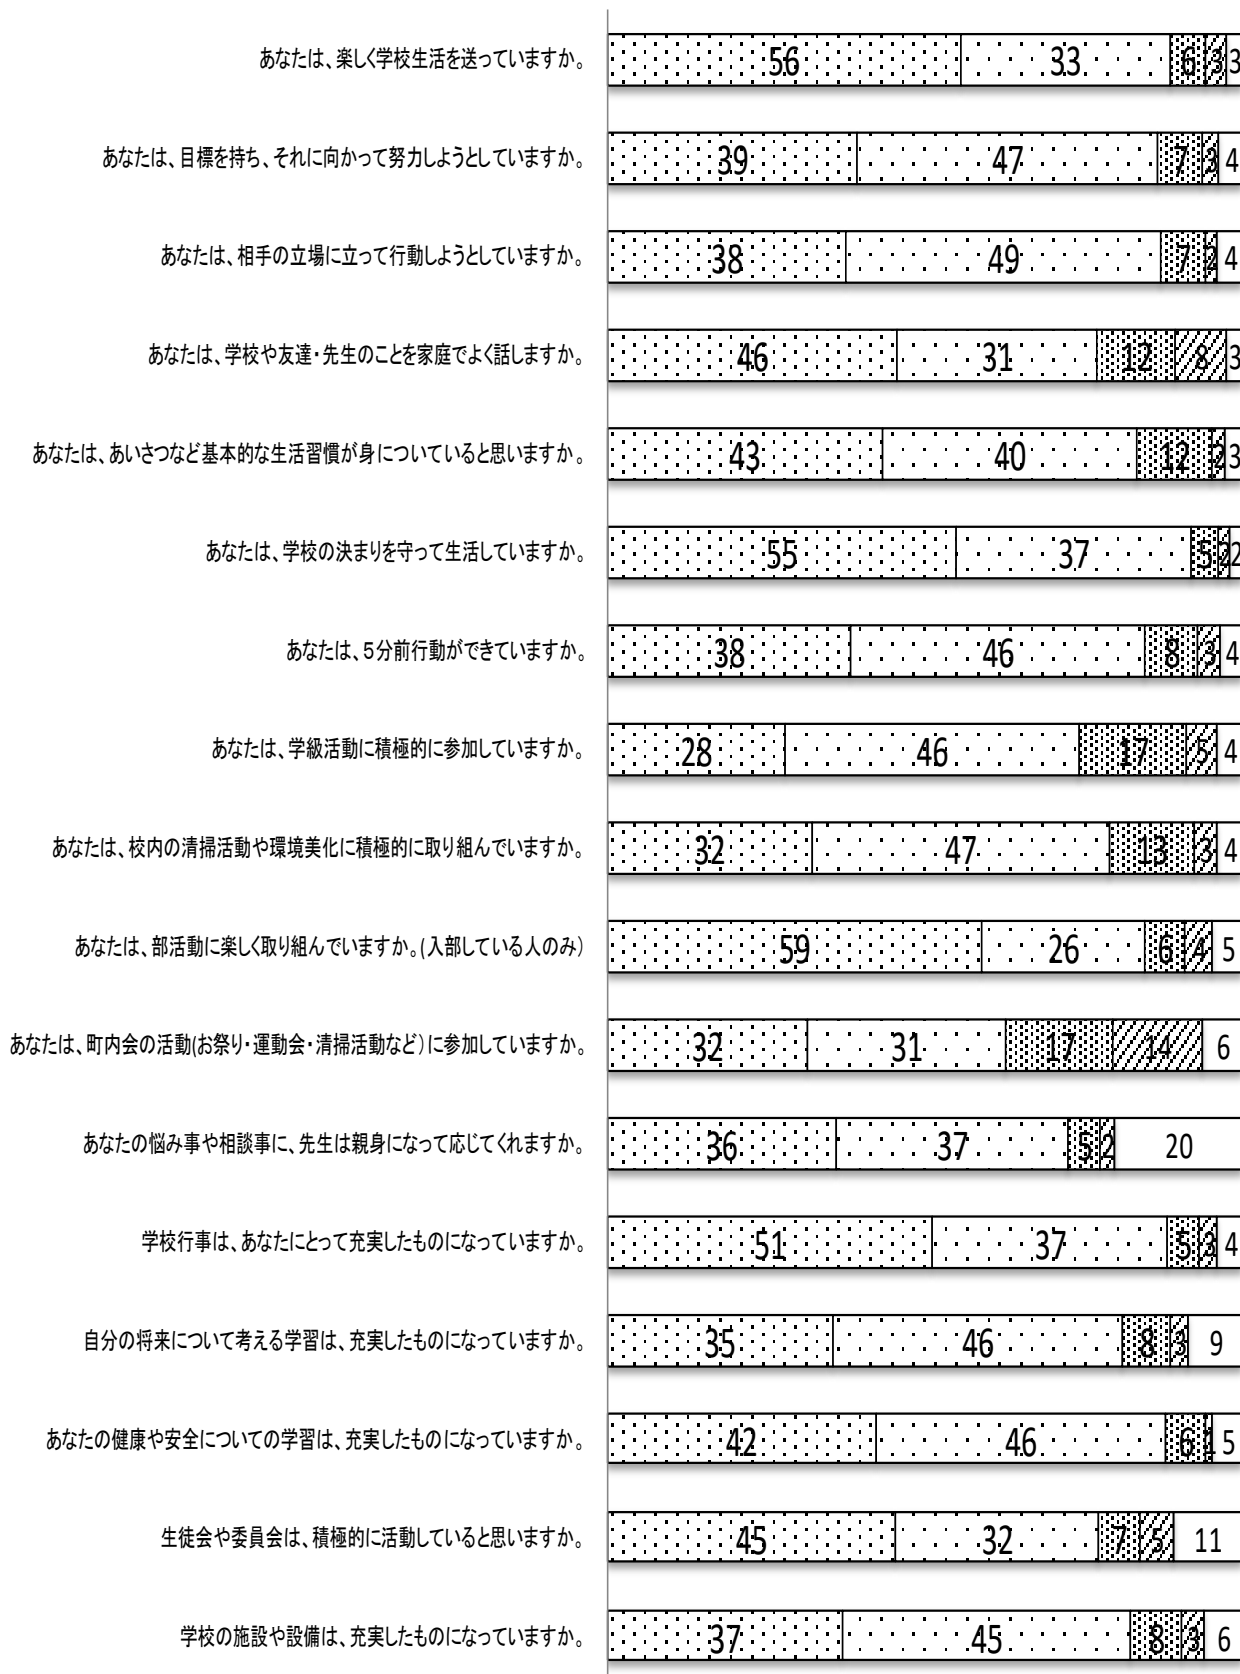 あなたは、楽しく学校生活を送っていますか。 56 33 6 3 3
あなたは、目標を持ち、それに向かって努力しようとしていますか。 39 47 7 3 4
あなたは、相手の立場に立って行動しようとしていますか。 38 49 7 2 4
あなたは、学校や友達・先生のことを家庭でよく話しますか。 46 31 12 8 3
あなたは、あいさつなど基本的な生活習慣が身についていると思いますか。 43 40 12 2 3
あなたは、学校の決まりを守って生活していますか。 55 37 5 2 2
あなたは、5分前行動ができていますか。 38 46 8 3 4
あなたは、学級活動に積極的に参加していますか。 28 46 17 5 4
あなたは、校内の清掃活動や環境美化に積極的に取り組んでいますか。 32 47 13 3 4
あなたは、部活動に楽しく取り組んでいますか。(入部している人のみ) 59 26 6 4 5
あなたは、町内会の活動(お祭り・運動会・清掃活動など)に参加していますか。 32 31 17 14 6
あなたの悩み事や相談事に、先生は親身になって応じてくれますか。 36 37 5 2 20
学校行事は、あなたにとって充実したものになっていますか。 51 37 5 3 4
自分の将来について考える学習は、充実したものになっていますか。 35 46 8 3 9
あなたの健康や安全についての学習は、充実したものになっていますか。 42 46 6 1 5
生徒会や委員会は、積極的に活動していると思いますか。 45 32 7 5 11
学校の施設や設備は、充実したものになっていますか。 37 45 8 3 6